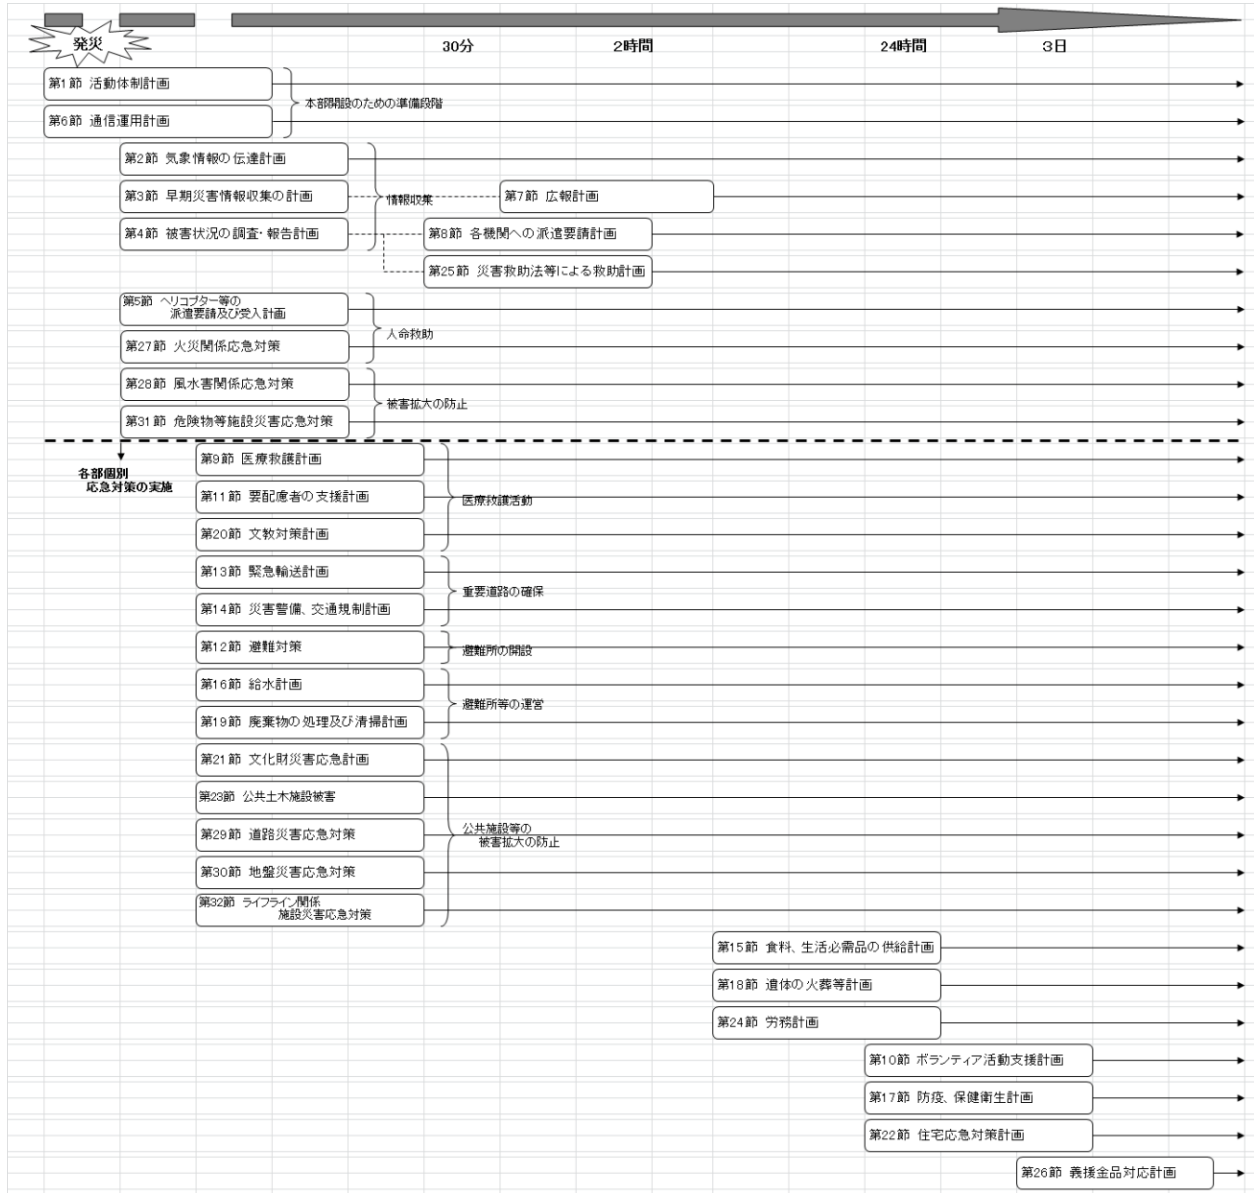 発災
30分
2時間
24時間
3日
第1節 活動体制計画
本部開設のための準備段階
第6節 通信運用計画
第2節 気象情報の伝達計画
第3節 早期災害情報収集の計画
情報収集
第7節 広報計画
第4節 被害状況の調査・報告計画
第8節 各機関への派遣要請計画
第25節 災害救助法等による救助計画
第5節 ヘリコプター等の
派遣要請及び受入計画
人命救助
第27節 火災関係応急対策
第28節 風水害関係応急対策
被害拡大の防止
第31節 危険物等施設災害応急対策
各部個別
応急対策の実施
第9節 医療救護計画
第11節 要配慮者の支援計画
医療救護活動
第20節 文教対策計画
第13節 緊急輸送計画
重要道路の確保
第14節 災害警備、交通規制計画
第12節 避難対策
避難所の開設
第16節 給水計画
避難所等の運営
第19節 廃棄物の処理及び清掃計画
第21節 文化財災害応急計画
第23節 公共土木施設被害
第29節 道路災害応急対策
公共施設等の
被害拡大の防止
第30節 地盤災害応急対策
第32節 ライフライン関係
施設災害応急対策
第15節 食料、生活必需品の供給計画
第18節 遺体の火葬等計画
第24節 労務計画
第10節 ボランティア活動支援計画
第17節 防疫、保健衛生計画
第22節 住宅応急対策計画
第26節 義援金品対応計画